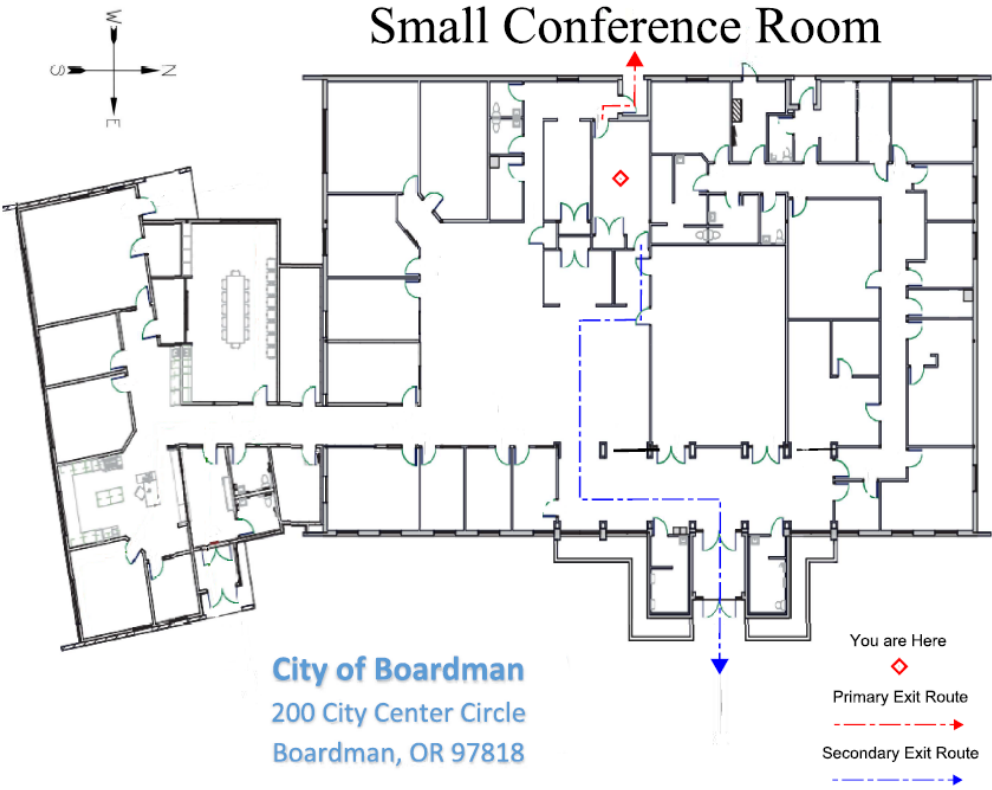 Small Conference Room
W
S
N
E
You are Here
Primary Exit Route
Secondary Exit Route
City of Boardman
200 City Center Circle
Boardman, OR 97818